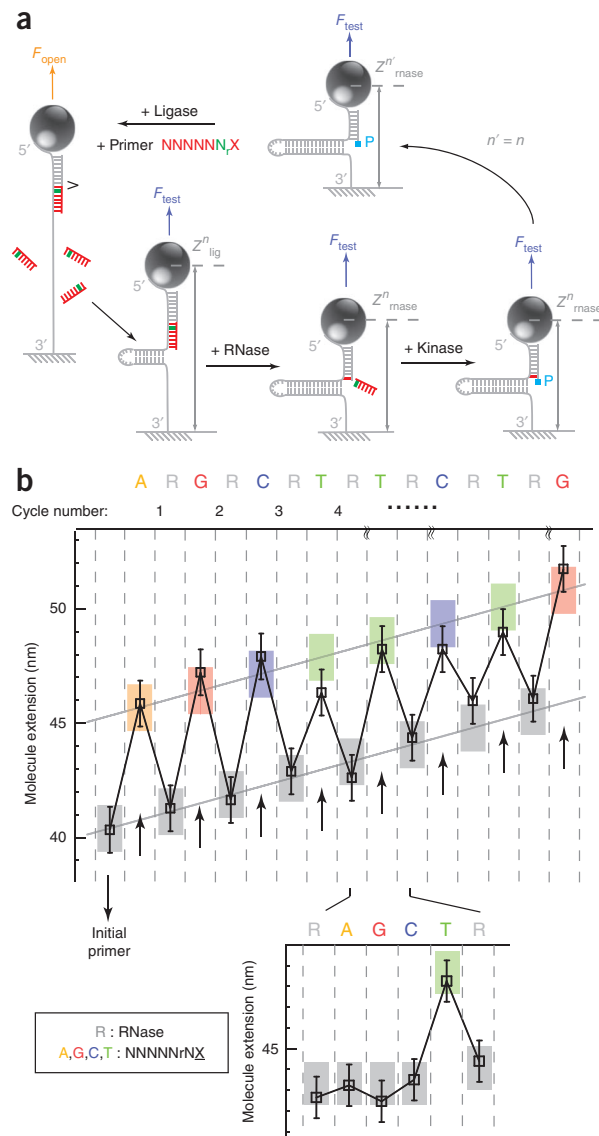 a
F_open
F_test
Z^n'_rnase
5′
+ Ligase
+ Primer NNNNNN_rX
P
n′ = n
5′
3′
3′
F_test
Z^n_lig
5′
+ RNase
3′
F_test
Z^n_rnase
5′
+ Kinase
3′
F_test
Z^n_rnase
5′
P
3′
b
A R G R C R T R T R C R T R G
Cycle number: 1 2 3 4 ······
Molecule extension (nm)
50
45
40
Initial
primer
R A G C T R
Molecule extension (nm)
45
R : RNase
A,G,C,T : NNNNNrNX